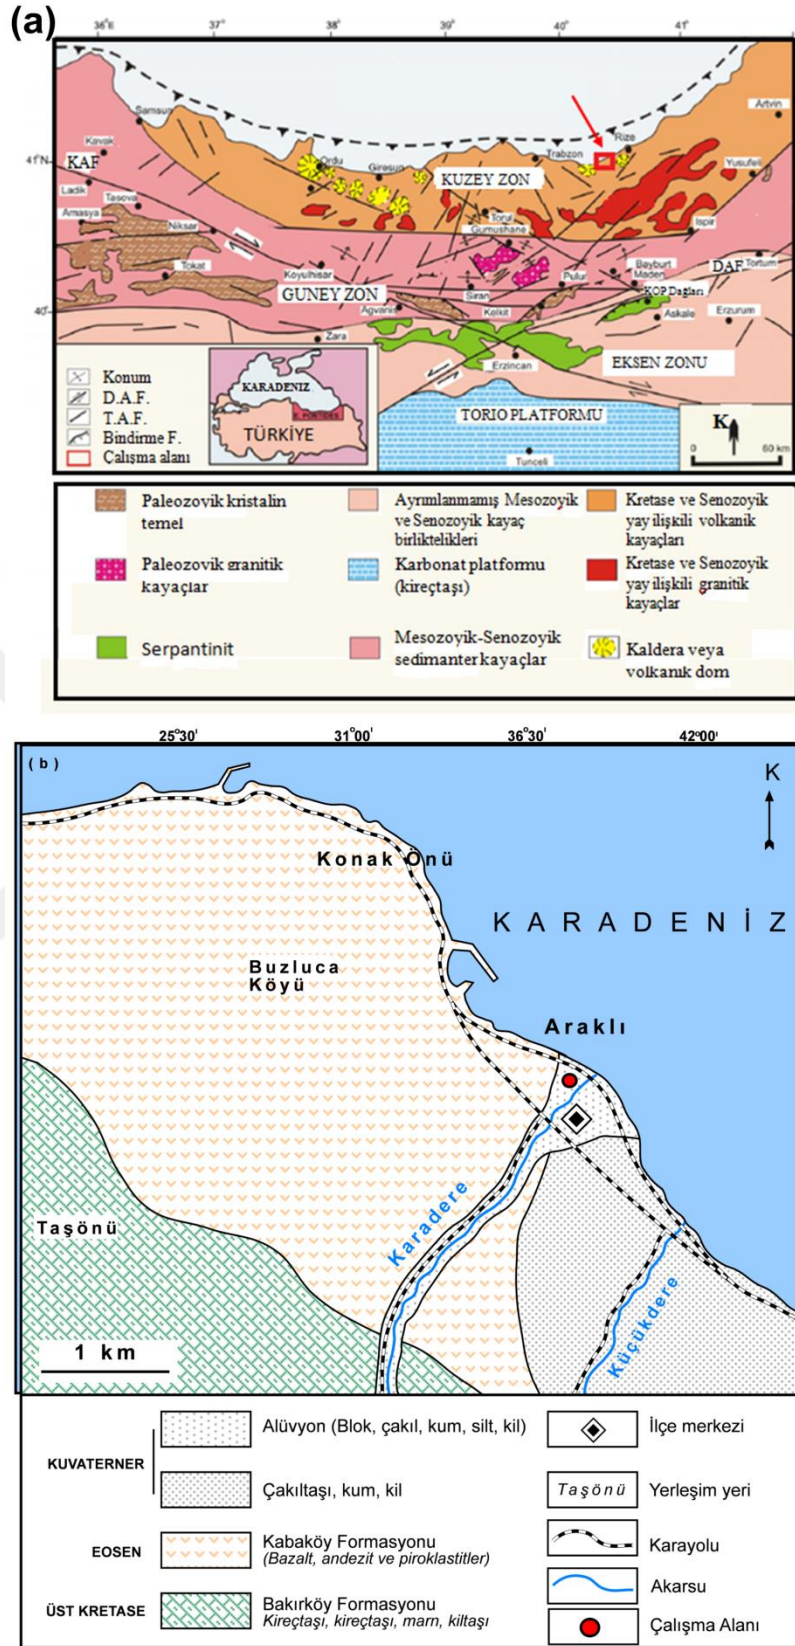 (a)
36°E 37° 38° 39° 40° 41°
Samsun
Artvin
Kavak
41°N
KAF
Ordu
Giresun
Trabzon
Rize
Yusufeli
KUZEY ZON
Ladik
Tasova
Amasya
Niksar
Torul
Gumushane
Ispir
Tokat
Koyulhisar
Pulur
Bayburt
Maden
DAF
Tortum
GUNEY ZON
Siran
KOP Dağları
40°
Agvanis
Kelkit
Askale
Erzurum
Zara
Erzincan
EKSEN ZONU
Konum
D.A.F.
T.A.F.
Bindirme F.
Çalışma alanı
KARADENIZ
E. PONTIDES
TÜRKİYE
TORIO PLATFORMU
Tunceli
K
0 60 km
Paleozovik kristalin
temel
Ayrımlanmamış Mesozoyik
ve Senozoyik kayaç
birliktelikleri
Kretase ve Senozoyik
yay ilişkili volkanik
kayaçları
Paleozovik granitik
kayaçlar
Karbonat platformu
(kireçtaşı)
Kretase ve Senozoyik
yay ilişkili granitik
kayaçlar
Serpantinit
Mesozoyik-Senozoyik
sedimanter kayaçlar
Kaldera veya
volkanik dom
25°30' 31°00' 36°30' 42°00'
(b)
K
Konak Önü
KARADENİZ
Buzluca
Köyü
Araklı
Karadere
Taşönü
Küçükdere
1 km
KUVATERNER
Alüvyon (Blok, çakıl, kum, silt, kil)
İlçe merkezi
Çakıltaşı, kum, kil
Taşönü
Yerleşim yeri
EOSEN
Kabaköy Formasyonu
(Bazalt, andezit ve piroklastitler)
Karayolu
Akarsu
ÜST KRETASE
Bakırköy Formasyonu
Kireçtaşı, kireçtaşı, marn, kiltaşı
Çalışma Alanı